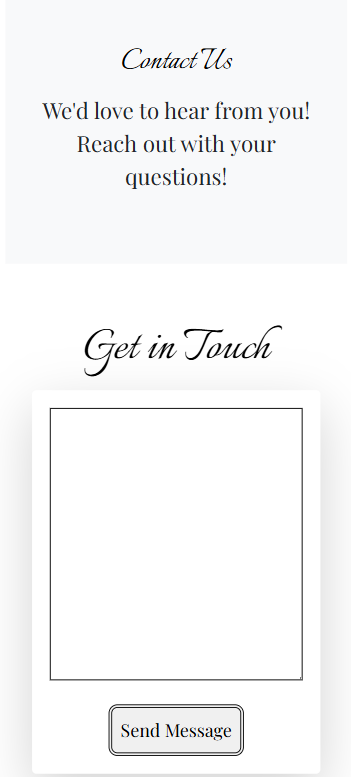 Contact Us
We'd love to hear from you!
Reach out with your
questions!
Get in Touch
Send Message